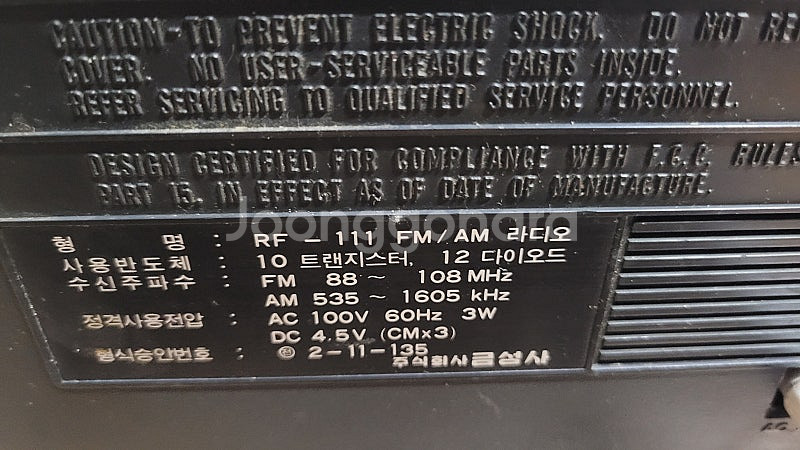 CAUTION-TO PREVENT ELECTRIC SHOCK. DO NOT RE
COVER. NO USER-SERVICEABLE PARTS INSIDE.
REFER SERVICING TO QUALIFIED SERVICE PERSONNEL.
DESIGN CERTIFIED FOR COMPLIANCE WITH F.C.C. RULES
PART 15. IN EFFECT AS OF DATE OF MANUFACTURE.
Joonggonara
형 명 : RF-111 FM/AM 라디오
사용반도체 : 10 트랜지스터, 12 다이오드
수신주파수 : FM 88 ~ 108 MHz
AM 535 ~ 1605 kHz
정격사용전압 : AC 100V 60Hz 3W
DC 4.5V (CM×3)
형식승인번호 : 2-11-135
주식회사 금성사